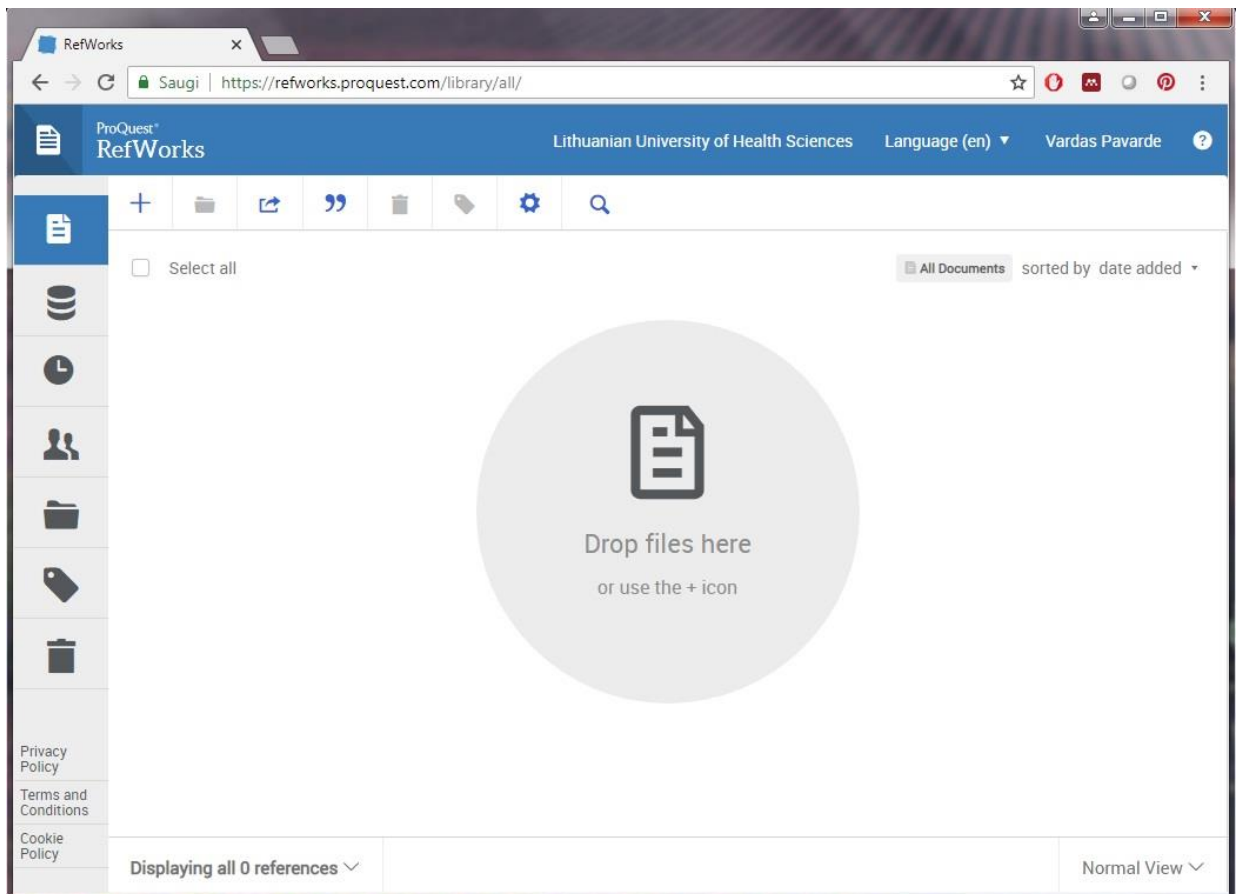 RefWorks
Saugi | https://refworks.proquest.com/library/all/
ProQuest®
RefWorks
Lithuanian University of Health Sciences Language (en) Vardas Pavarde ?
Select all
All Documents sorted by date added
Drop files here
or use the + icon
Privacy
Policy
Terms and
Conditions
Cookie
Policy
Displaying all 0 references
Normal View